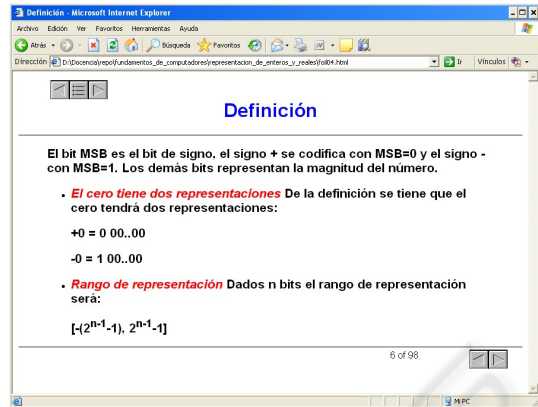 Definición - Microsoft Internet Explorer
Archivo Edición Ver Favoritos Herramientas Ayuda
Atrás Búsqueda Favoritos
Dirección D:\Docencia\repo\fundamentos_de_computadores\representacion_de_enteros_y_reales\foil04.html Ir Vínculos
Definición
El bit MSB es el bit de signo, el signo + se codifica con MSB=0 y el signo -
con MSB=1. Los demás bits representan la magnitud del número.
• El cero tiene dos representaciones De la definición se tiene que el
cero tendrá dos representaciones:
+0 = 0 00..00
-0 = 1 00..00
• Rango de representación Dados n bits el rango de representación
será:
[-(2^n-1-1), 2^n-1-1]
6 of 98
Mi PC